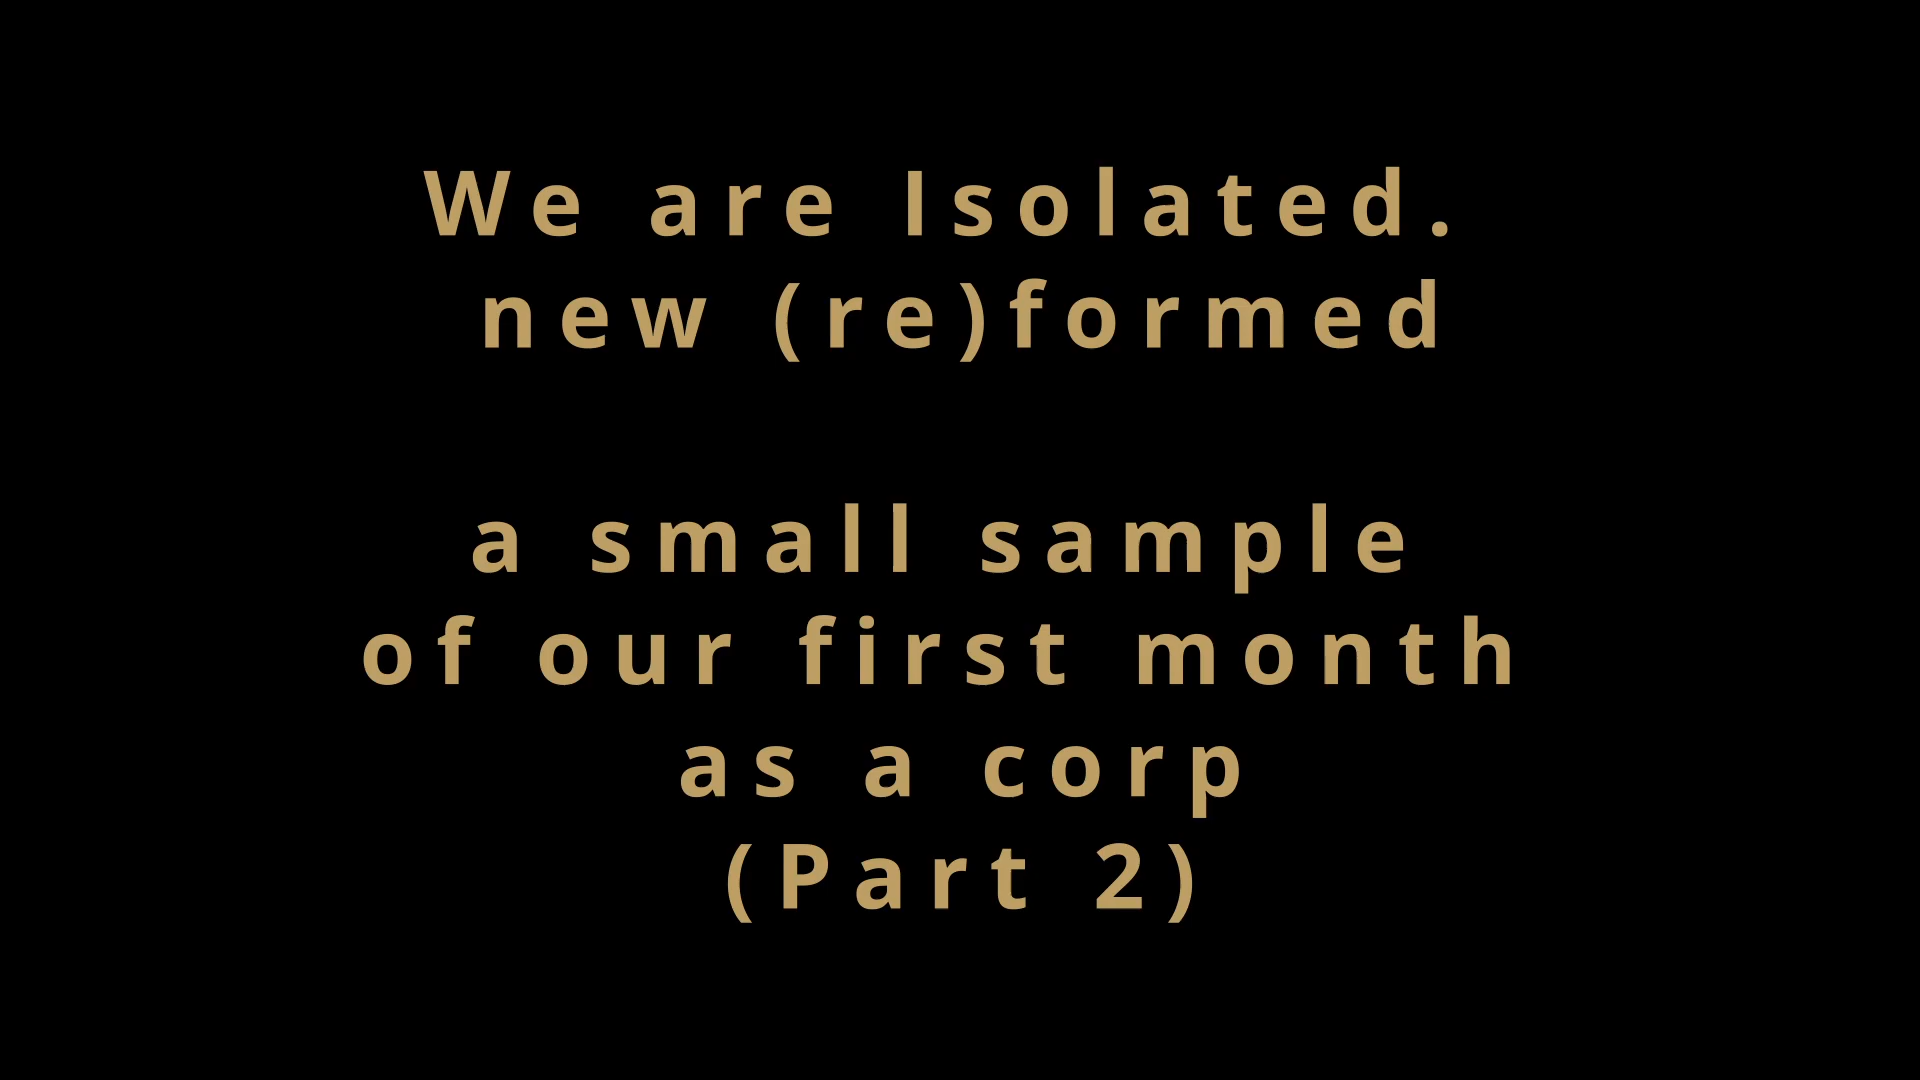 We are Isolated.
new (re)formed
a small sample
of our first month
as a corp
(Part 2)